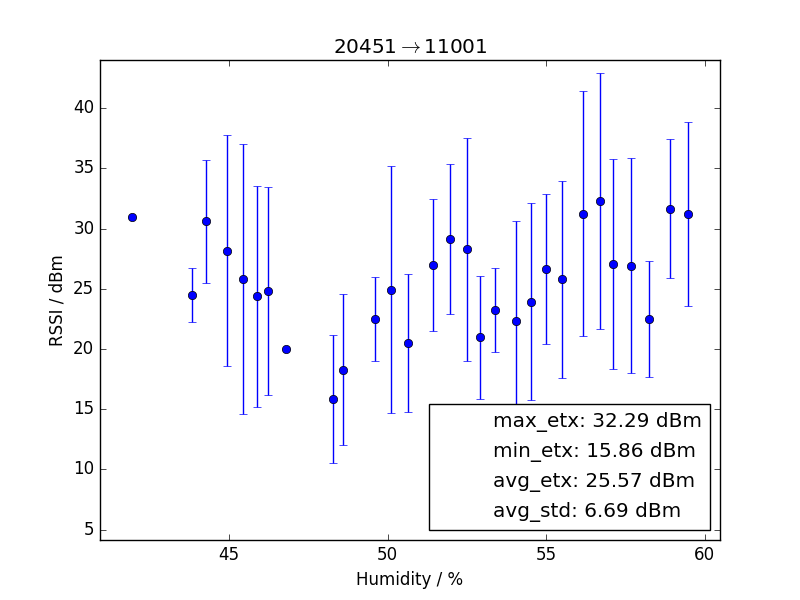 20451→11001
RSSI / dBm
40
35
30
25
20
15
10
5
max_etx: 32.29 dBm
min_etx: 15.86 dBm
avg_etx: 25.57 dBm
avg_std: 6.69 dBm
45 50 55 60
Humidity / %